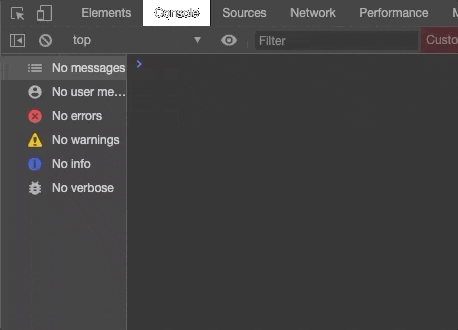 Elements Console Sources Network Performance M
top Filter Custo
No messages
No user me...
No errors
No warnings
No info
No verbose